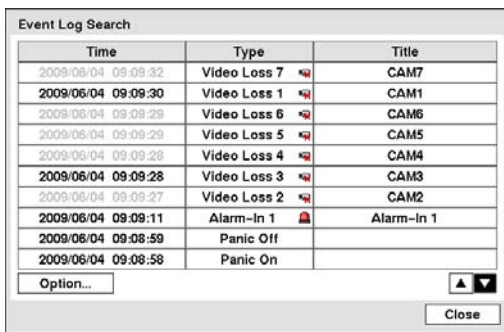 Event Log Search
Time Type Title
2009/06/04 09:09:32 Video Loss 7 CAM7
2009/06/04 09:09:30 Video Loss 1 CAM1
2009/06/04 09:09:29 Video Loss 6 CAM6
2009/06/04 09:09:29 Video Loss 5 CAM5
2009/06/04 09:09:28 Video Loss 4 CAM4
2009/06/04 09:09:28 Video Loss 3 CAM3
2009/06/04 09:09:27 Video Loss 2 CAM2
2009/06/04 09:09:11 Alarm-In 1 Alarm-In 1
2009/06/04 09:08:59 Panic Off
2009/06/04 09:08:58 Panic On
Option...
Close